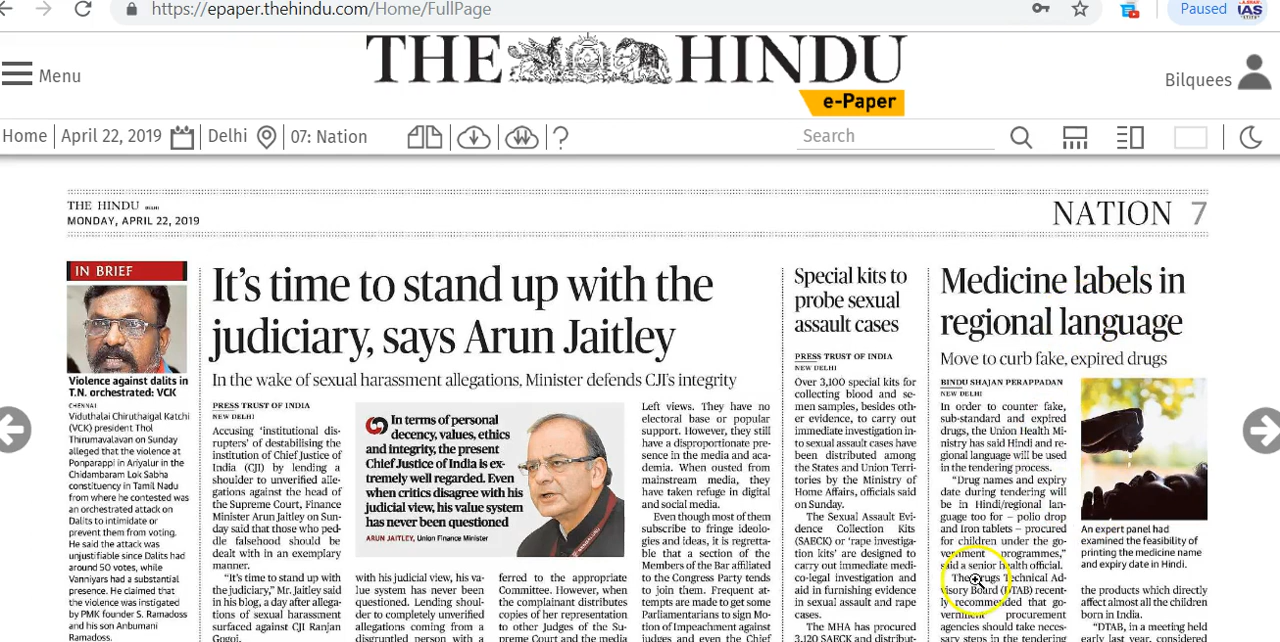 https://epaper.thehindu.com/Home/FullPage
Paused
IAS
Menu
THE HINDU
e-Paper
Bilquees
Home
April 22, 2019
Delhi
07: Nation
?
Search
THE HINDU
MONDAY, APRIL 22, 2019
NATION 7
IN BRIEF
Violence against dalits in
T.N. orchestrated: VCK
CHENNAI
Viduthalai Chiruthaigal Katchi
(VCK) president Thol
Thirumavalavan on Sunday
alleged that the violence at
Ponparappi in Ariyalur in the
Chidambaram Lok Sabha
constituency in Tamil Nadu
from where he contested was
an orchestrated attack on
Dalits to intimidate or
prevent them from voting.
He said the attack was
unjustified since Dalits had
around 50 votes, while
Vanniyars had a substantial
presence. He claimed that
the violence was instigated
by PMK founder S. Ramadoss
and his son Anbumani
Ramadoss.
It's time to stand up with the
judiciary, says Arun Jaitley
In the wake of sexual harassment allegations, Minister defends CJI's integrity
PRESS TRUST OF INDIA
NEW DELHI
Accusing 'institutional dis-
rupters' of destabilising the
institution of Chief Justice of
India (CJI) by lending a
shoulder to unverified alle-
gations against the head of
the Supreme Court, Finance
Minister Arun Jaitley on Sun-
day said that those who ped-
dle falsehood should be
dealt with in an exemplary
manner.
"It's time to stand with
the judiciary," Mr. Jaitley said
in his blog, a day after allega-
tions of sexual harassment
surfaced against CJI Ranjan
Gogoi.
In terms of personal
decency, values, ethics
and integrity, the present
Chief Justice of India is ex-
tremely well regarded. Even
when critics disagree with his
judicial view, his value system
has never been questioned
ARUN JAITLEY, Union Finance Minister
with his judicial view, his va-
lue system has never been
questioned. Lending shoul-
der to completely unverified
allegations coming from a
disgruntled person with a
ferred to the appropriate
Committee. However, when
the complainant distributes
copies of her representation
to other Judges of the Su-
preme Court and the media
Left views. They have no
electoral base or popular
support. However, they still
have a disproportionate pre-
sence in the media and aca-
demia. When ousted from
mainstream media, they
have taken refuge in digital
and social media.
Even though most of them
subscribe to fringe ideolo-
gies and ideas, it is regretta-
ble that a section of the
Members of the Bar affiliated
to the Congress Party tends
to join them. Frequent at-
tempts are made to get some
Parliamentarians to sign Mo-
tion of Impeachment against
judges and even the Chief
Special kits to
probe sexual
assault cases
PRESS TRUST OF INDIA
NEW DELHI
Over 3,100 special kits for
collecting blood and se-
men samples, besides oth-
er evidence, to carry out
immediate investigation in-
to sexual assault cases have
been distributed among
the States and Union Terri-
tories by the Ministry of
Home Affairs, officials said
on Sunday.
The Sexual Assault Evi-
dence Collection Kits
(SAECK) or 'rape investiga-
tion kits' are designed to
carry out immediate medi-
co-legal investigation and
aid in furnishing evidence
in sexual assault and rape
cases.
The MHA has procured
3,120 SAECK and distribut-
Medicine labels in
regional language
Move to curb fake, expired drugs
BINDU SHAJAN PERAPPADAN
NEW DELHI
In order to counter fake,
sub-standard and expired
drugs, the Union Health Mi-
nistry has said Hindi and re-
gional language will be used
in the tendering process.
"Drug names and expiry
date during tendering will
be in Hindi/regional lan-
guage too for – polio drop
and Iron tablets – procured
for children under the go-
vernment programmes,"
said a senior health official.
The Drugs Technical Ad-
visory Board (DTAB) recent-
ly recommended that go-
vernment procurement
agencies should take neces-
sary steps in the tendering
An expert panel had
examined the feasibility of
printing the medicine name
and expiry date in Hindi.
the products which directly
affect almost all the children
born in India.
"DTAB, in a meeting held
early last year, considered